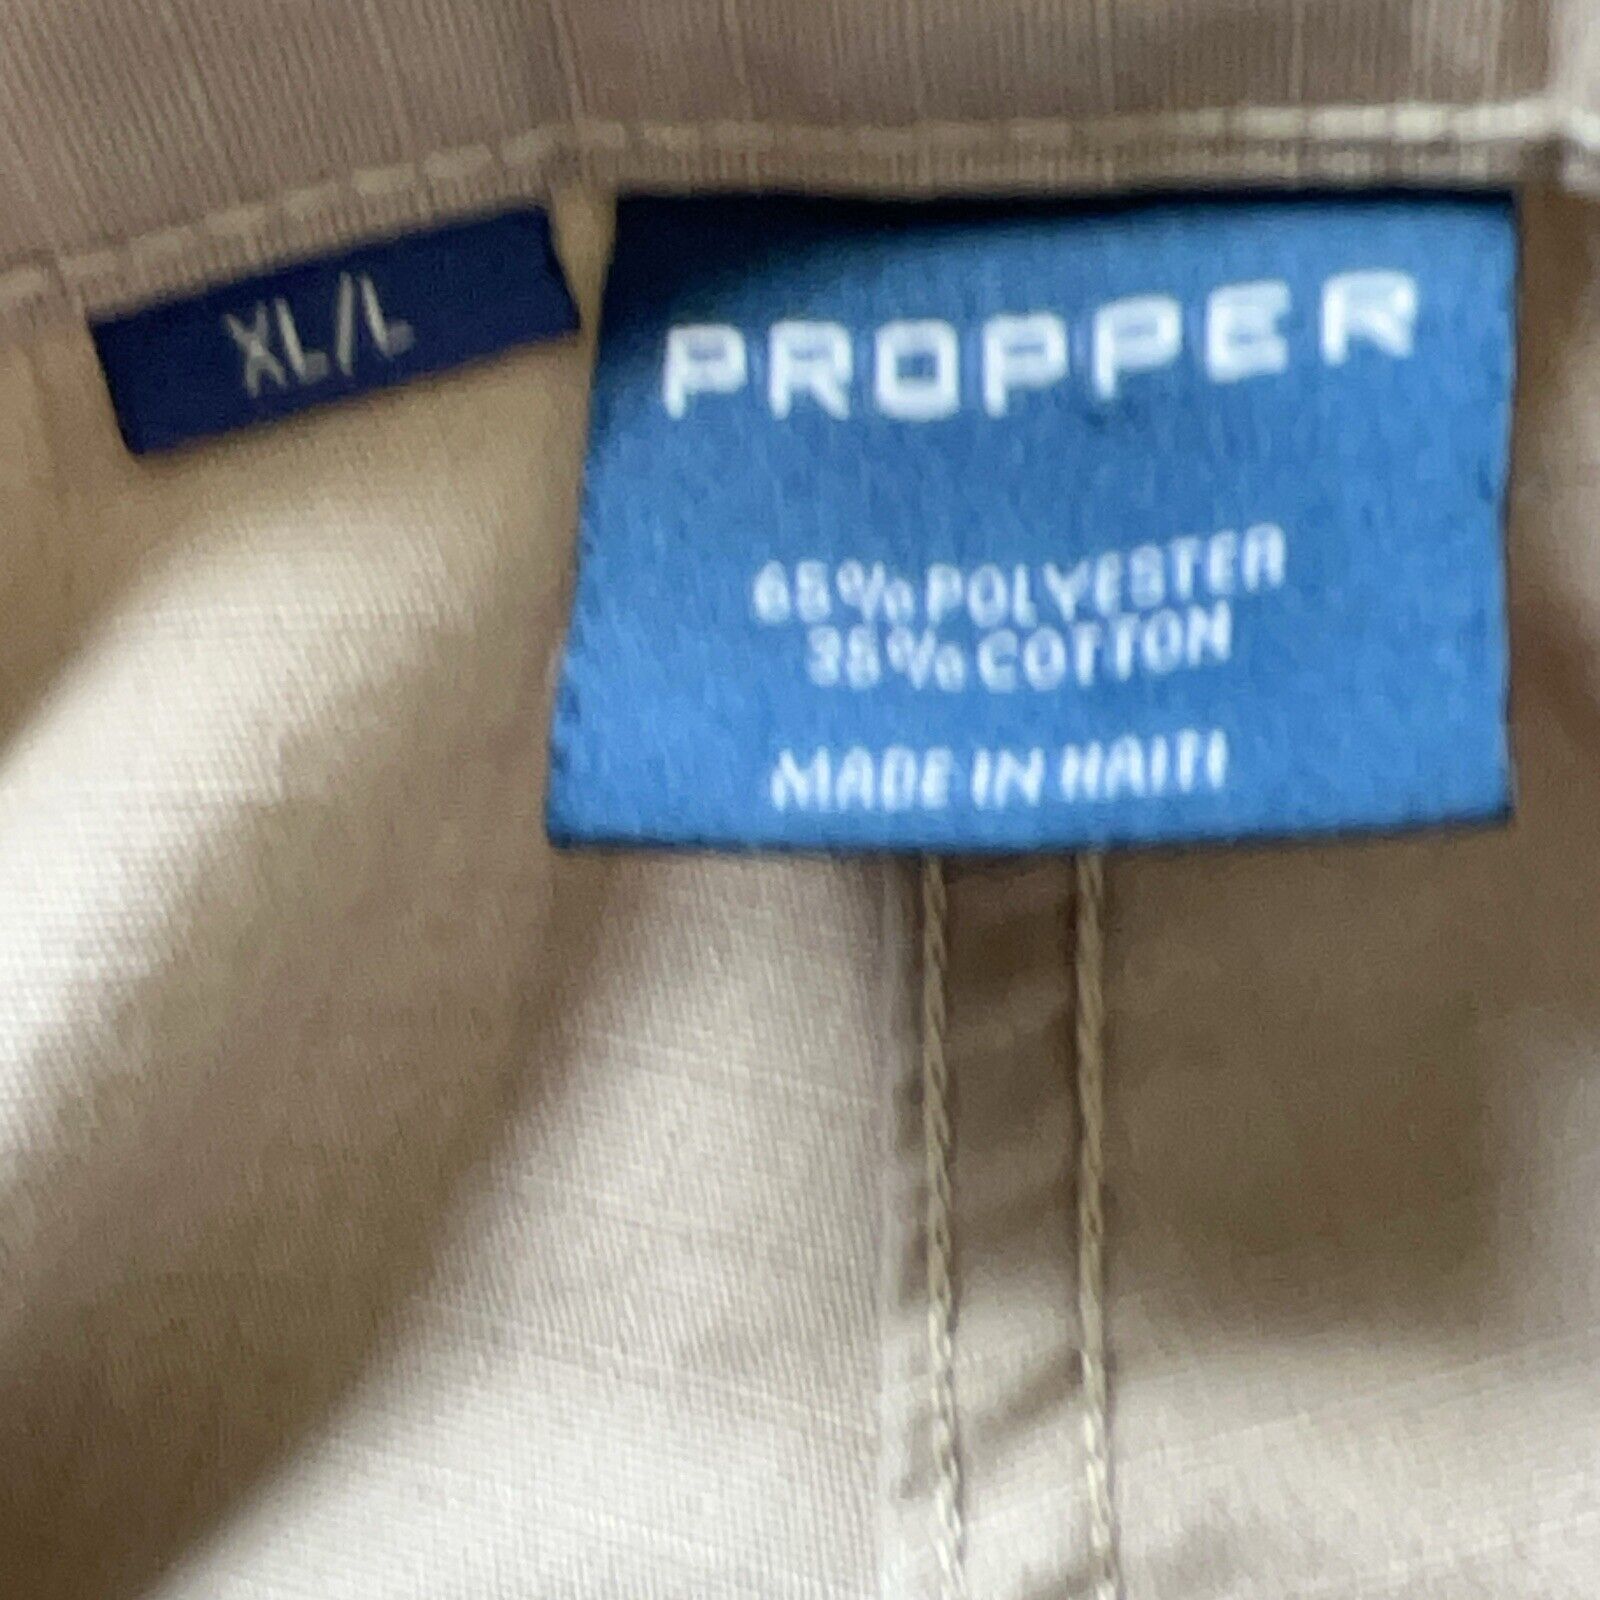 XL/L
PROPPER
65% POLYESTER
35% COTTON
MADE IN HAITI